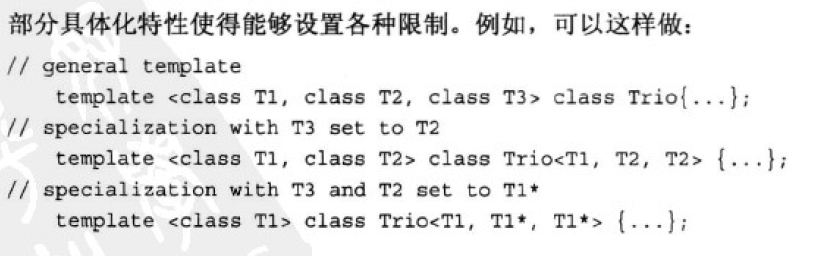 部分具体化特性使得能够设置各种限制。例如，可以这样做：
// general template
template <class T1, class T2, class T3> class Trio{...};
// specialization with T3 set to T2
template <class T1, class T2> class Trio<T1, T2, T2> {...};
// specialization with T3 and T2 set to T1*
template <class T1> class Trio<T1, T1*, T1*> {...};